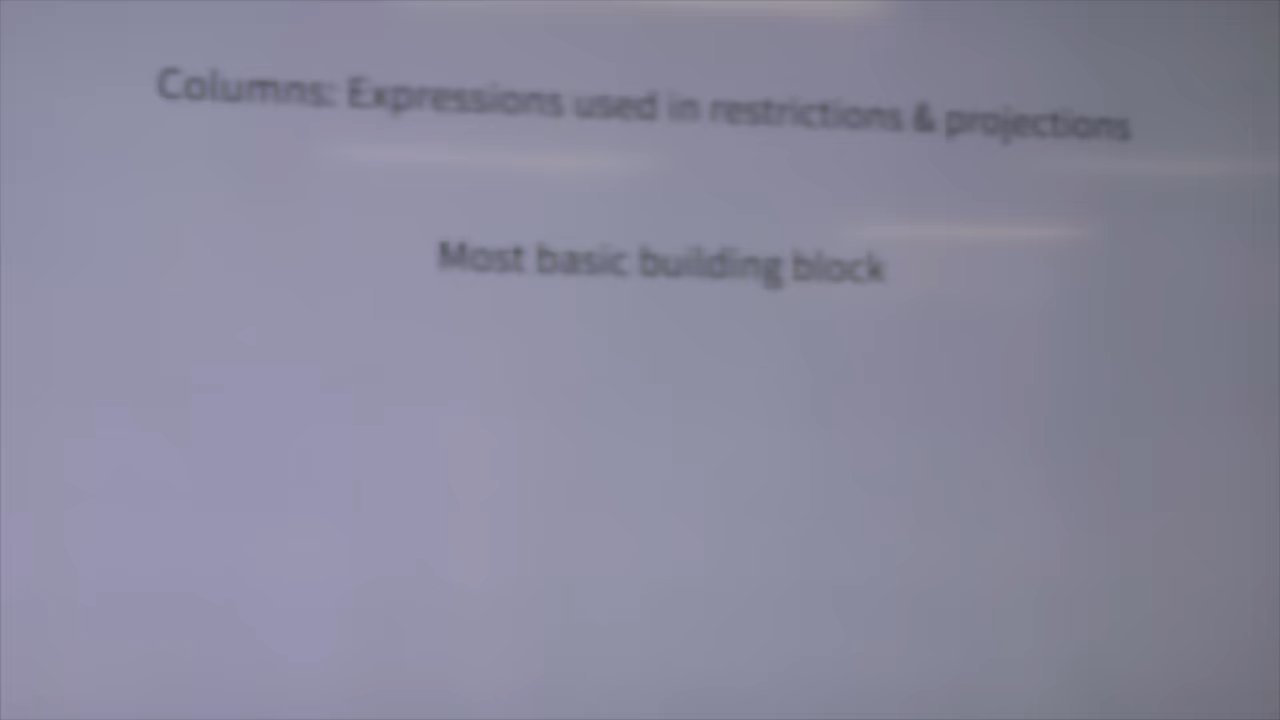 Columns: Expressions used in restrictions & projections
Most basic building block